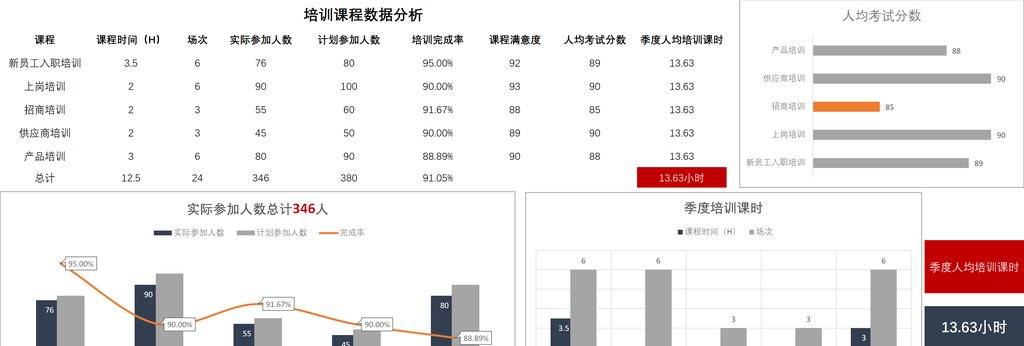 培训课程数据分析
课程 课程时间（H） 场次 实际参加人数 计划参加人数 培训完成率 课程满意度 人均考试分数 季度人均培训课时
新员工入职培训 3.5 6 76 80 95.00% 92 89 13.63
上岗培训 2 6 90 100 90.00% 93 90 13.63
招商培训 2 3 55 60 91.67% 88 85 13.63
供应商培训 2 3 45 50 90.00% 89 90 13.63
产品培训 3 6 80 90 88.89% 90 88 13.63
总计 12.5 24 346 380 91.05% 13.63小时
人均考试分数
产品培训 88
供应商培训 90
招商培训 85
上岗培训 90
新员工入职培训 89
实际参加人数总计346人
实际参加人数 计划参加人数 完成率
95.00%
90
91.67%
76
90.00%
90.00%
80
55
88.89%
45
季度培训课时
课程时间（H） 场次
6 6 6
3 3
3.5
3
季度人均培训课时
13.63小时